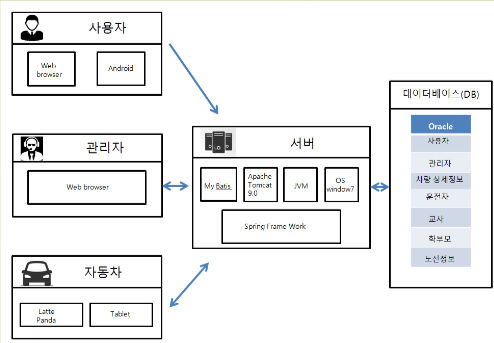 사용자
Web
browser
Android
관리자
Web browser
자동차
Latte
Panda
Tablet
서버
My Batis
Apache
Tomcat
9.0
JVM
OS
window7
Spring Frame Work
데이터베이스(DB)
Oracle
사용자
관리자
차량 상세정보
운전자
교사
학부모
노선정보